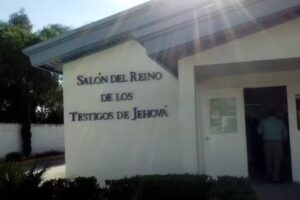 SALÓN DEL REINO
DE LOS
TESTIGOS DE JEHOVÁ